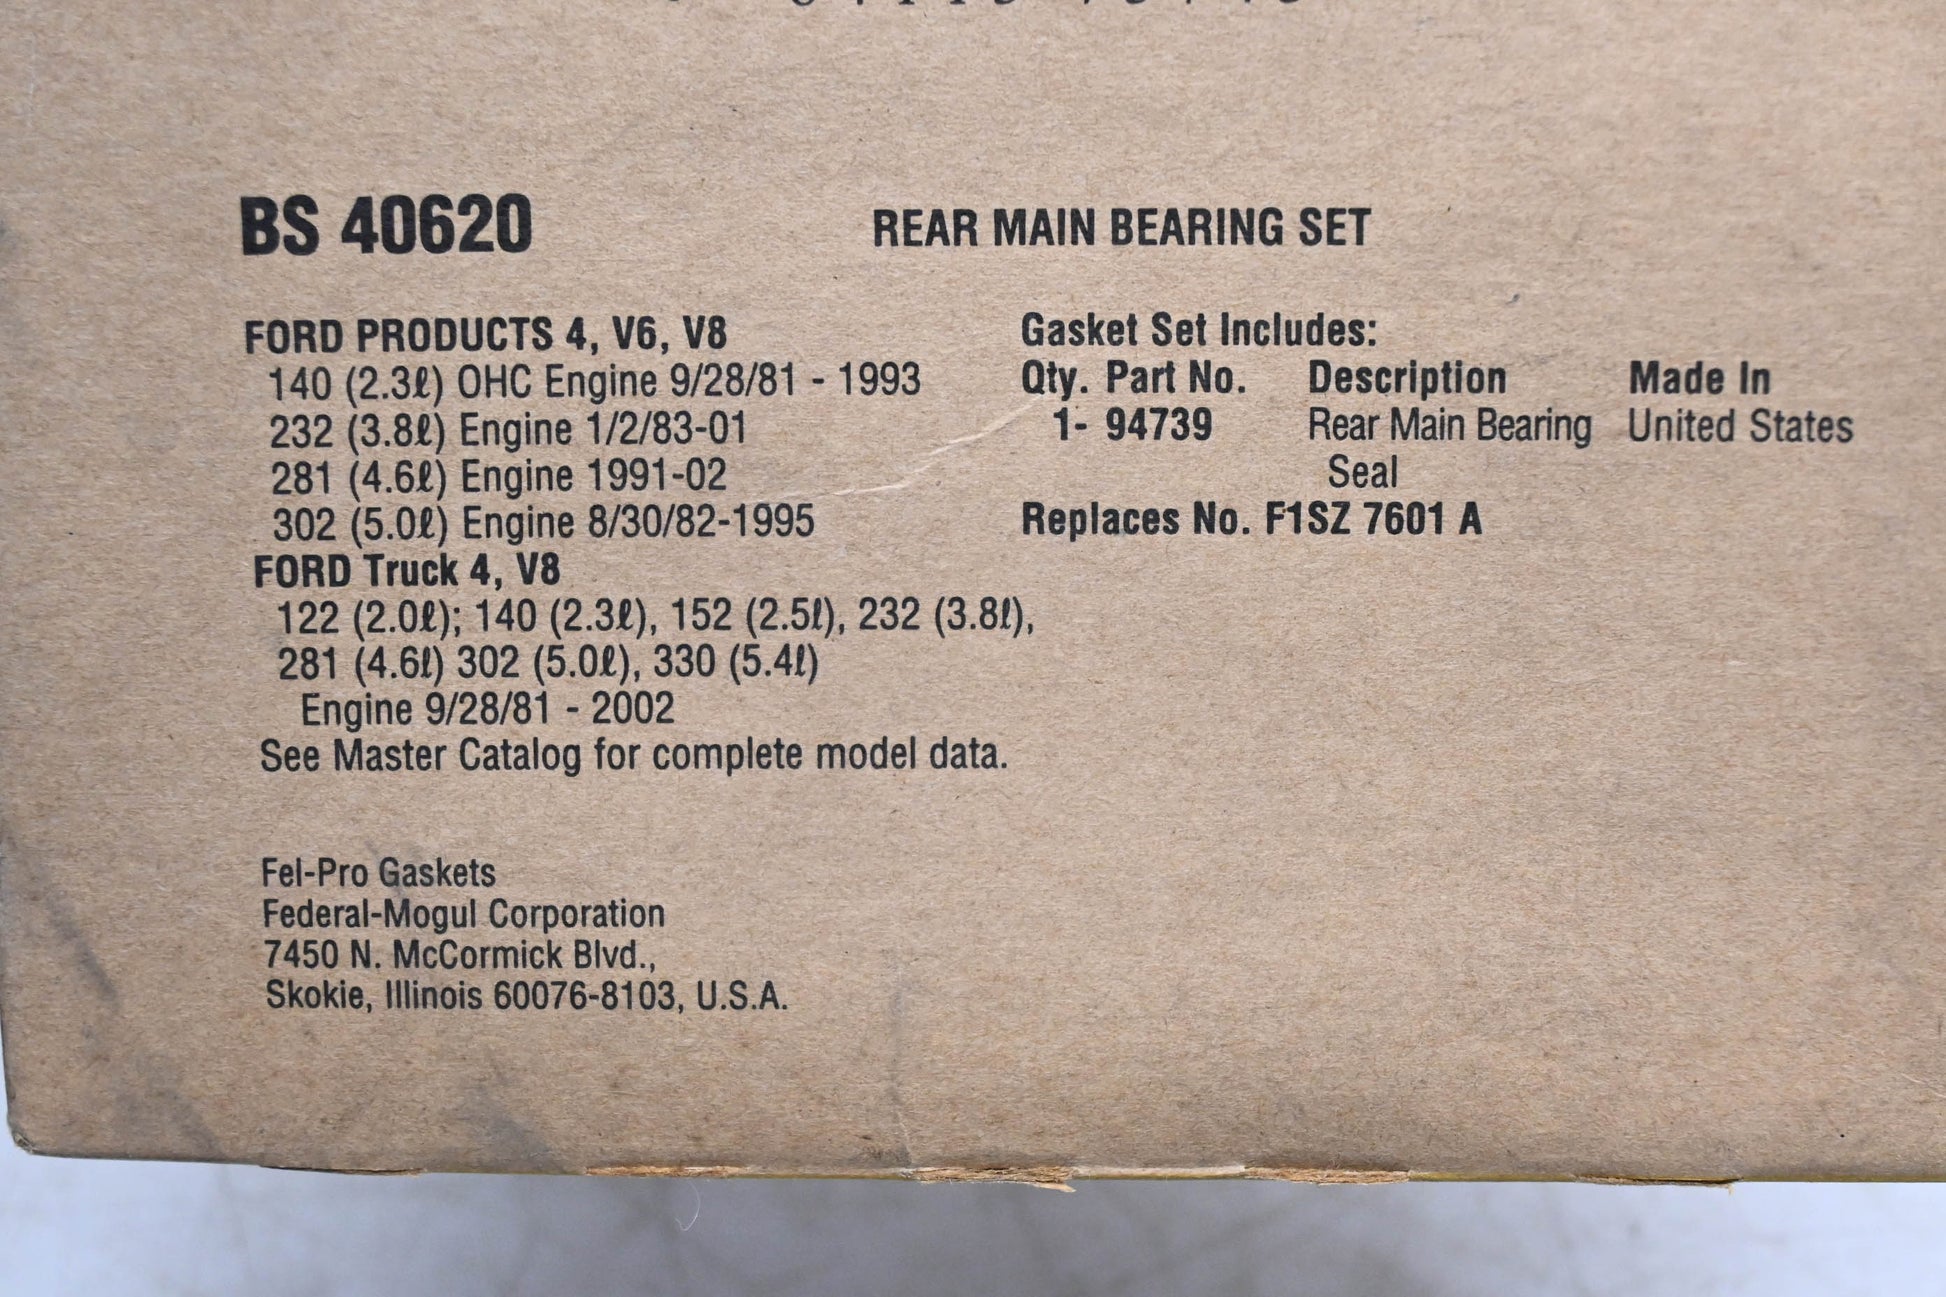 BS 40620
REAR MAIN BEARING SET
FORD PRODUCTS 4, V6, V8
140 (2.3ℓ) OHC Engine 9/28/81 - 1993
232 (3.8ℓ) Engine 1/2/83-01
281 (4.6ℓ) Engine 1991-02
302 (5.0ℓ) Engine 8/30/82-1995
FORD Truck 4, V8
122 (2.0ℓ); 140 (2.3ℓ), 152 (2.5ℓ), 232 (3.8ℓ),
281 (4.6ℓ) 302 (5.0ℓ), 330 (5.4ℓ)
Engine 9/28/81 - 2002
See Master Catalog for complete model data.
Gasket Set Includes:
Qty. Part No. Description Made In
1- 94739 Rear Main Bearing United States
Seal
Replaces No. F1SZ 7601 A
Fel-Pro Gaskets
Federal-Mogul Corporation
7450 N. McCormick Blvd.,
Skokie, Illinois 60076-8103, U.S.A.